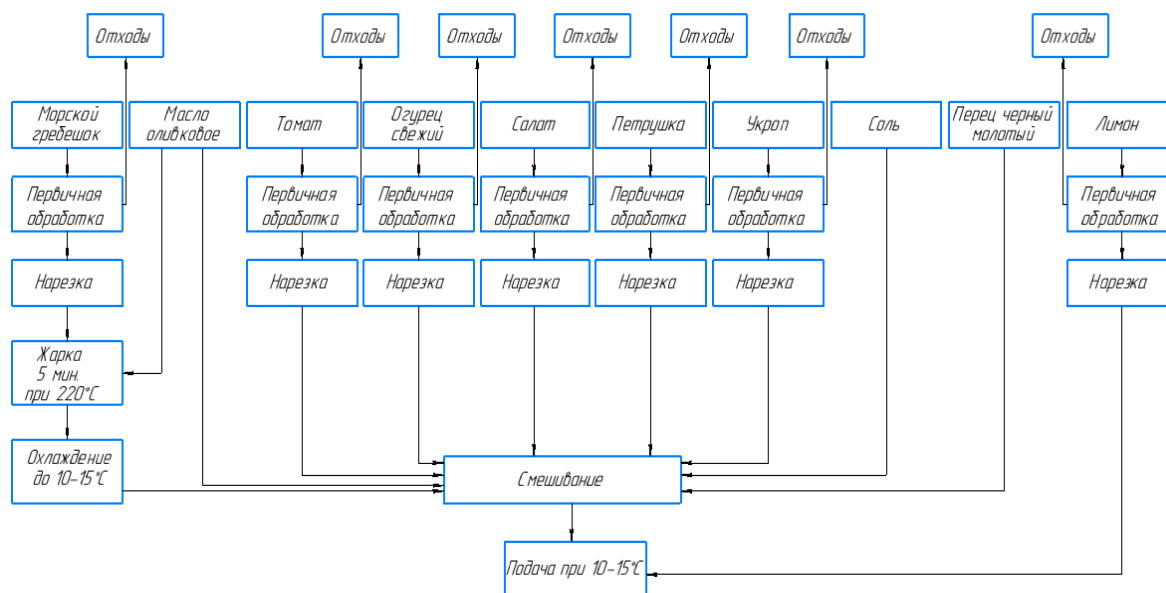 Отходы
Отходы
Отходы
Отходы
Отходы
Отходы
Отходы
Морской
гребешок
Масло
оливковое
Томат
Огурец
свежий
Салат
Петрушка
Укроп
Соль
Перец черный
молотый
Лимон
Первичная
обработка
Первичная
обработка
Первичная
обработка
Первичная
обработка
Первичная
обработка
Первичная
обработка
Первичная
обработка
Нарезка
Нарезка
Нарезка
Нарезка
Нарезка
Нарезка
Нарезка
Жарка
5 мин.
при 220°С
Охлаждение
до 10-15°С
Смешивание
Подача при 10-15°С